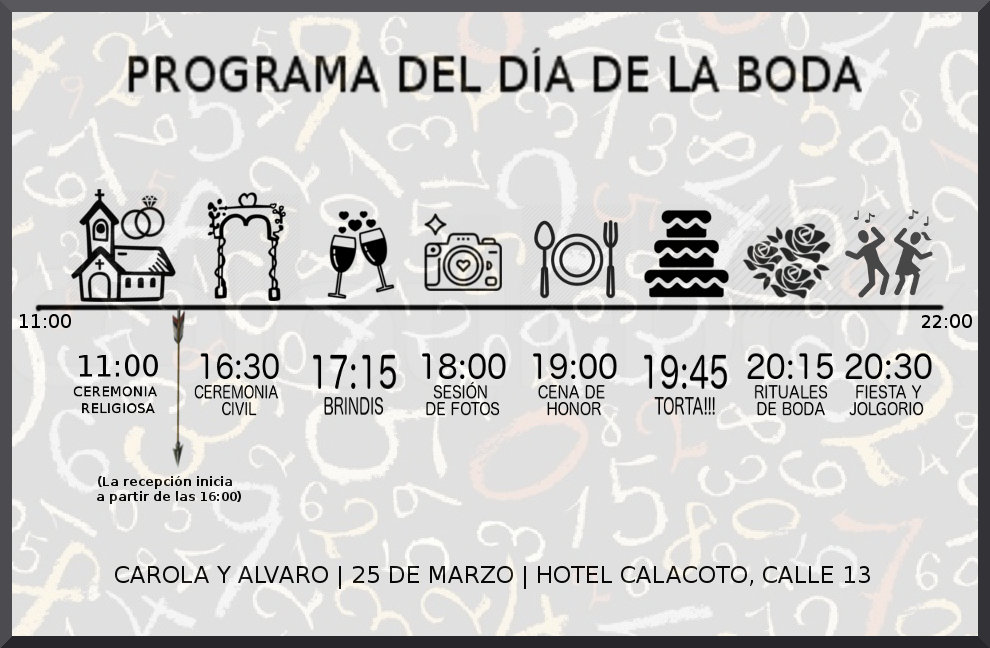 PROGRAMA DEL DÍA DE LA BODA
11:00
22:00
11:00
CEREMONIA
RELIGIOSA
16:30
CEREMONIA
CIVIL
17:15
BRINDIS
18:00
SESIÓN
DE FOTOS
19:00
CENA DE
HONOR
19:45
TORTA!!!
20:15
RITUALES
DE BODA
20:30
FIESTA Y
JOLGORIO
(La recepción inicia
a partir de las 16:00)
CAROLA Y ALVARO | 25 DE MARZO | HOTEL CALACOTO, CALLE 13